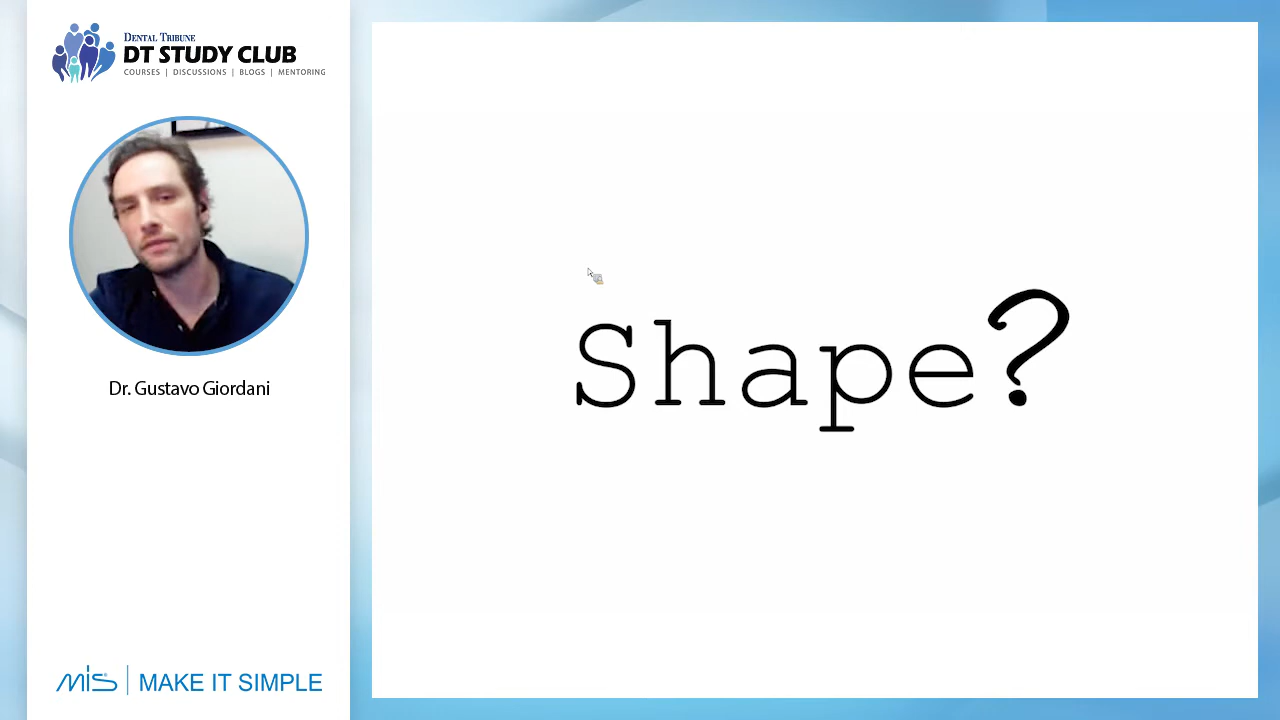 DENTAL TRIBUNE
DT STUDY CLUB
COURSES | DISCUSSIONS | BLOGS | MENTORING
Dr. Gustavo Giordani
Shape?
MIS | MAKE IT SIMPLE